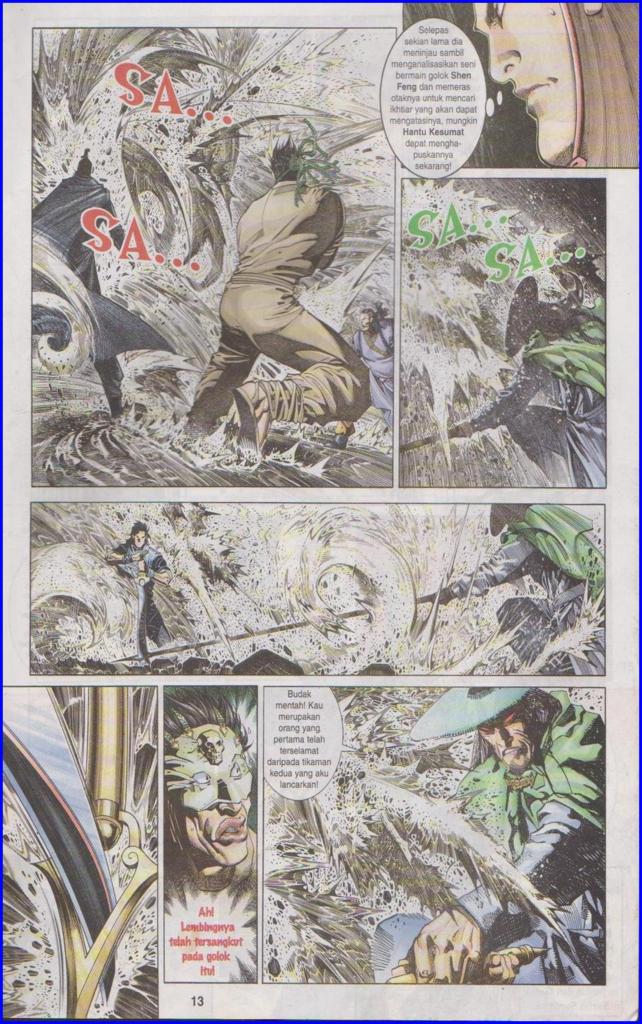 Selepas
sekian lama dia
meninjau sambil
menganalisasikan seni
bermain golok Shen
Feng dan memeras
otaknya untuk mencari
ikhtiar yang akan dapat
mengatasinya, mungkin
Hantu Kesumat
dapat mengha-
puskannya
sekarang!
SA...
SA...
SA...
SA...
Budak
mentah! Kau
merupakan
orang yang
pertama telah
terselamat
daripada tikaman
kedua yang aku
lancarkan!
Ah!
Lembingnya
telah tersangkut
pada golok
itu!
13